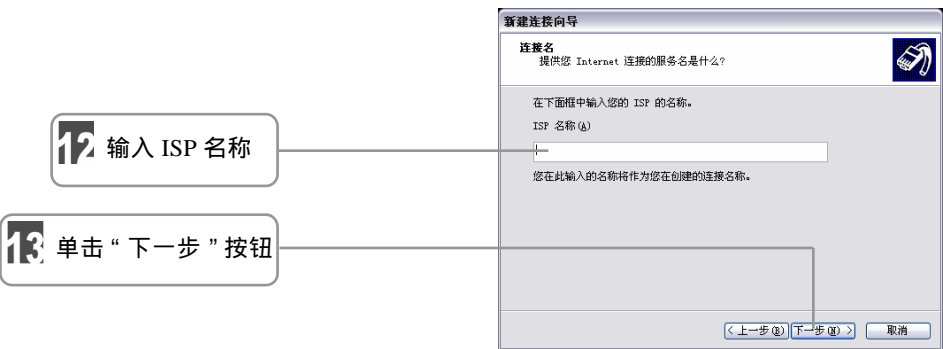 新建连接向导
连接名
提供您 Internet 连接的服务名是什么?
在下面框中输入您的 ISP 的名称。
ISP 名称(A)
您在此输入的名称将作为您在创建的连接名称。
12 输入 ISP 名称
13 单击“下一步”按钮
<上一步(B) 下一步(N)> 取消